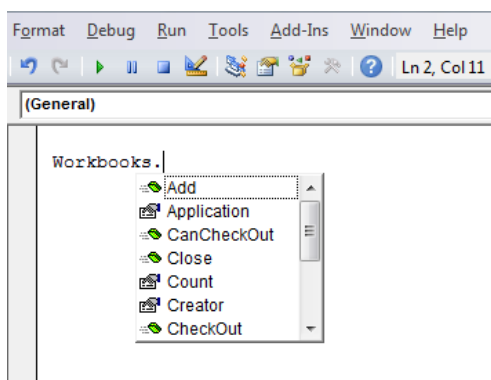 Format Debug Run Tools Add-Ins Window Help
Ln 2, Col 11
(General)
Workbooks.
Add
Application
CanCheckOut
Close
Count
Creator
CheckOut